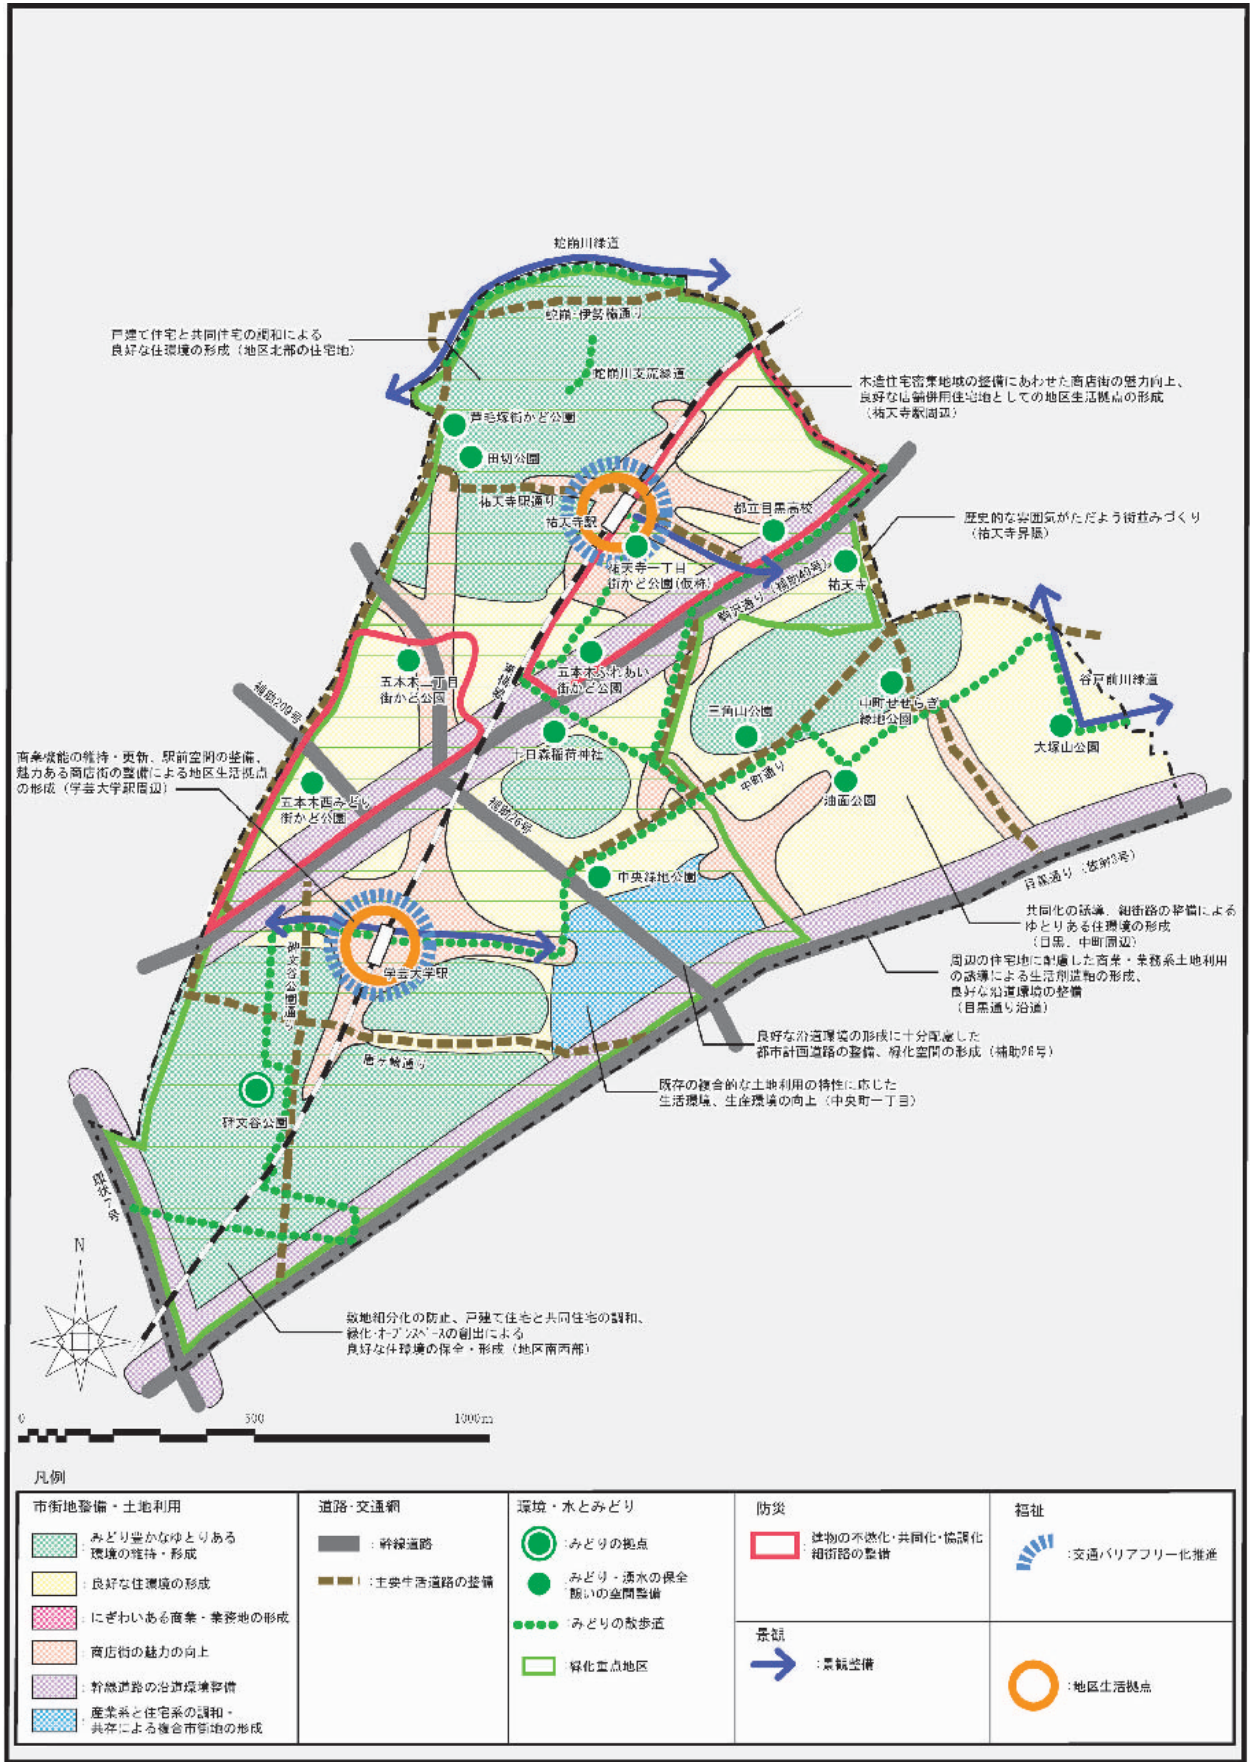 蛇崩川緑道
蛇崩・伊勢脇通り
戸建て住宅と共同住宅の調和による
良好な住環境の形成（地区北部の住宅地）
蛇崩川支流緑道
木造住宅密集地域の整備にあわせた商店街の魅力向上、
良好な店舗併用住宅地としての地区生活拠点の形成
（祐天寺駅周辺）
芦毛塚街かど公園
田切公園
祐天寺駅通り
祐天寺駅
都立目黒高校
歴史的な雰囲気がただよう街並みづくり
（祐天寺界隈）
祐天寺二丁目
街かど公園(仮称)
祐天寺
駒沢通り（補助49号）
五本木ふれあい
街かど公園
五本木二丁目
街かど公園
東横線
補助209号
谷戸前川緑道
中町せせらぎ
緑地公園
三角山公園
大塚山公園
十日森稲荷神社
商業機能の維持・更新、駅前空間の整備、
魅力ある商店街の整備による地区生活拠点
の形成（学芸大学駅周辺）
中町通り
油面公園
五本木西みどり
街かど公園
補助26号
目黒通り（放射3号）
中央緑地公園
共同化の誘導、細街路の整備による
ゆとりある住環境の形成
（目黒、中町周辺）
碑文谷公園通り
学芸大学駅
周辺の住宅地に配慮した商業・業務系土地利用
の誘導による生活創造軸の形成、
良好な沿道環境の整備
（目黒通り沿道）
良好な沿道環境の形成に十分配慮した
都市計画道路の整備、緑化空間の形成（補助26号）
唐ヶ崎通り
既存の複合的な土地利用の特性に応じた
生活環境、生産環境の向上（中央町一丁目）
碑文谷公園
環状7号
N
敷地細分化の防止、戸建て住宅と共同住宅の調和、
緑化・ｵｰﾌﾟﾝｽﾍﾟｰｽの創出による
良好な住環境の保全・形成（地区南西部）
0 500 1000m
凡例
市街地整備・土地利用
：みどり豊かなゆとりある
環境の維持・形成
：良好な住環境の形成
：にぎわいある商業・業務地の形成
：商店街の魅力の向上
：幹線道路の沿道環境整備
：産業系と住宅系の調和・
共存による複合市街地の形成
道路・交通網
：幹線道路
：主要生活道路の整備
環境・水とみどり
：みどりの拠点
：みどり・湧水の保全
憩いの空間整備
：みどりの散歩道
：緑化重点地区
防災
：建物の不燃化・共同化・協調化
細街路の整備
景観
：景観整備
福祉
：交通バリアフリー化推進
：地区生活拠点